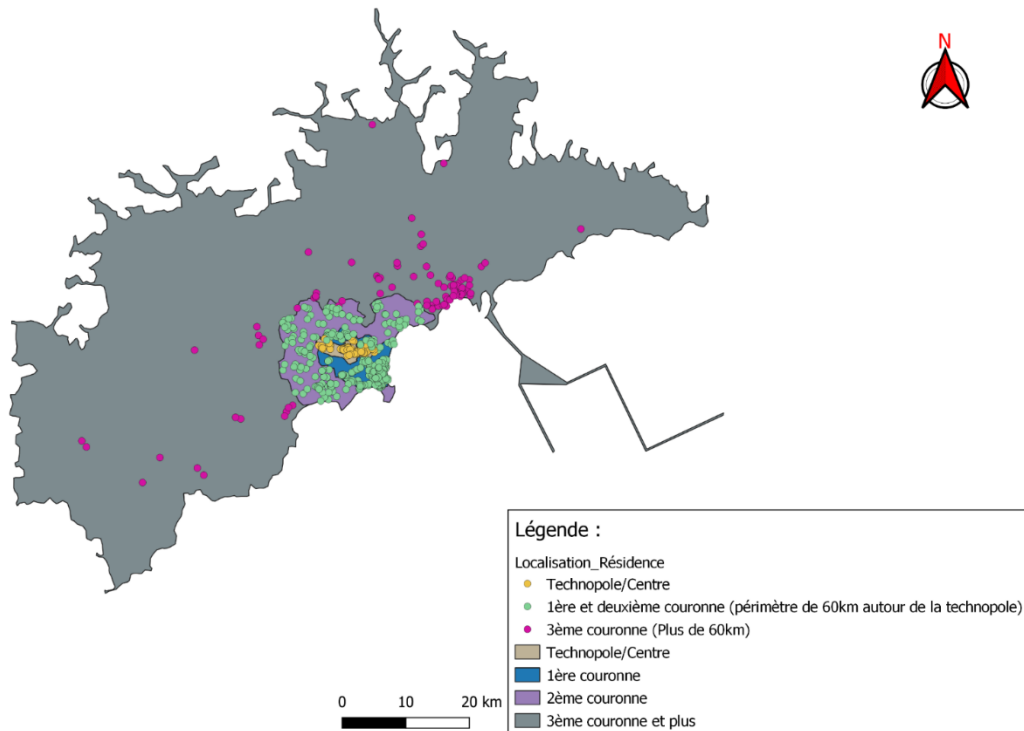 N
Légende :
Localisation_Résidence
Technopole/Centre
1ère et deuxième couronne (périmètre de 60km autour de la technopole)
3ème couronne (Plus de 60km)
Technopole/Centre
1ère couronne
2ème couronne
3ème couronne et plus
0 10 20 km